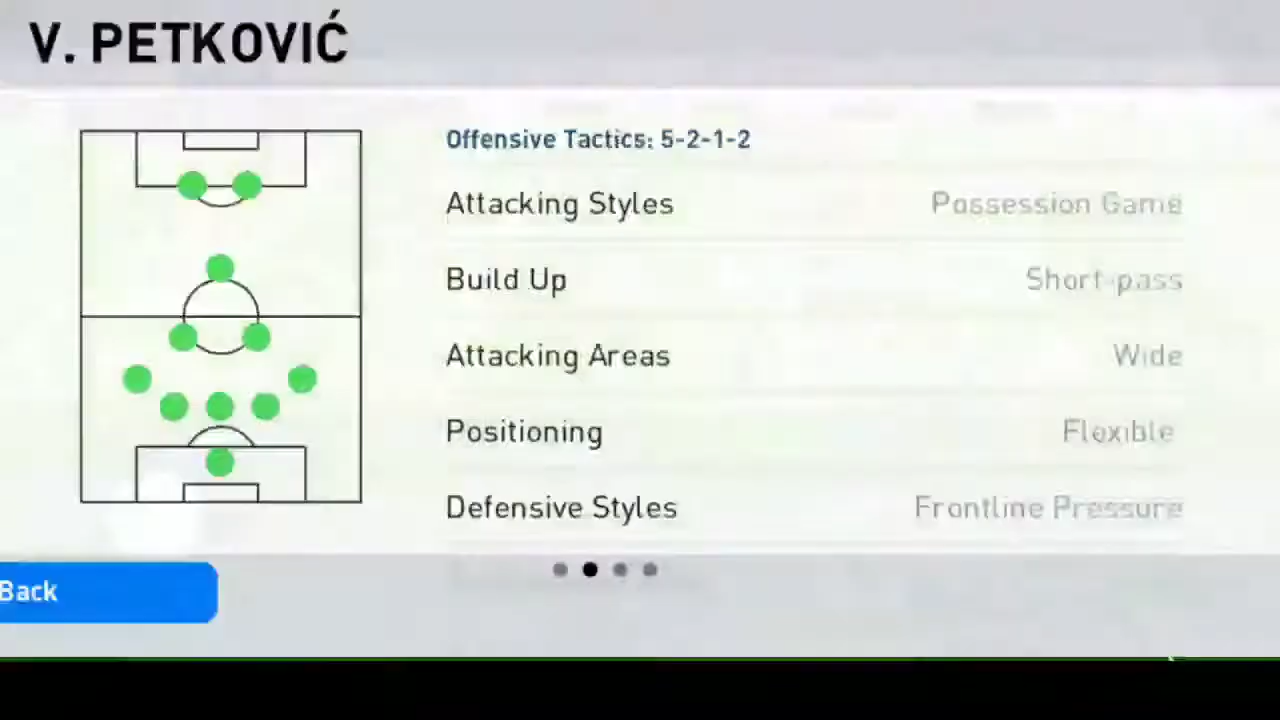 V. PETKOVIĆ
Offensive Tactics: 5-2-1-2
Attacking Styles Possession Game
Build Up Short-pass
Attacking Areas Wide
Positioning Flexible
Defensive Styles Frontline Pressure
Back